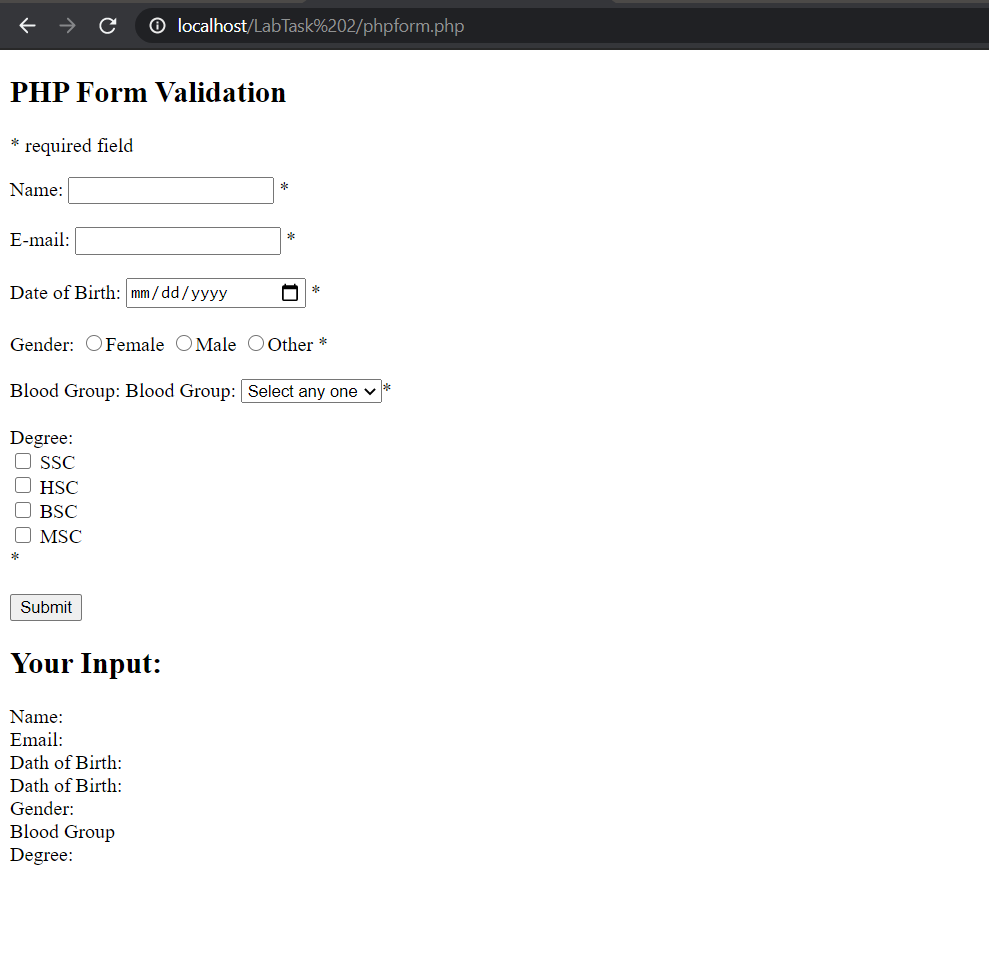 localhost/LabTask%202/phpform.php
PHP Form Validation
* required field
Name: *
E-mail: *
Date of Birth: mm/dd/yyyy *
Gender: Female Male Other *
Blood Group: Blood Group: Select any one *
Degree:
SSC
HSC
BSC
MSC
*
Submit
Your Input:
Name:
Email:
Dath of Birth:
Dath of Birth:
Gender:
Blood Group
Degree: